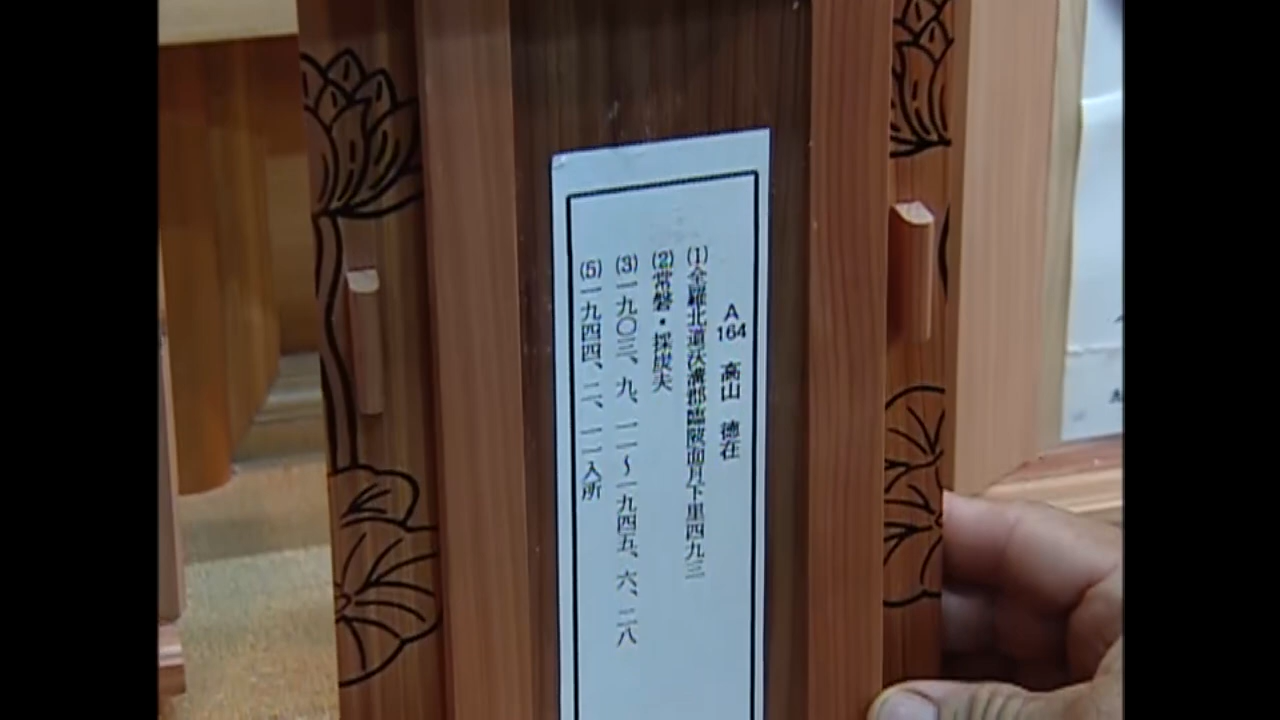 A164 高山 德在
(1)全羅北道沃溝郡臨陂面月下里四九三
(2)常磐・採炭夫
(3)一九〇三、九、一一〜一九四五、六、二八
(5)一九四四、二、一一入所